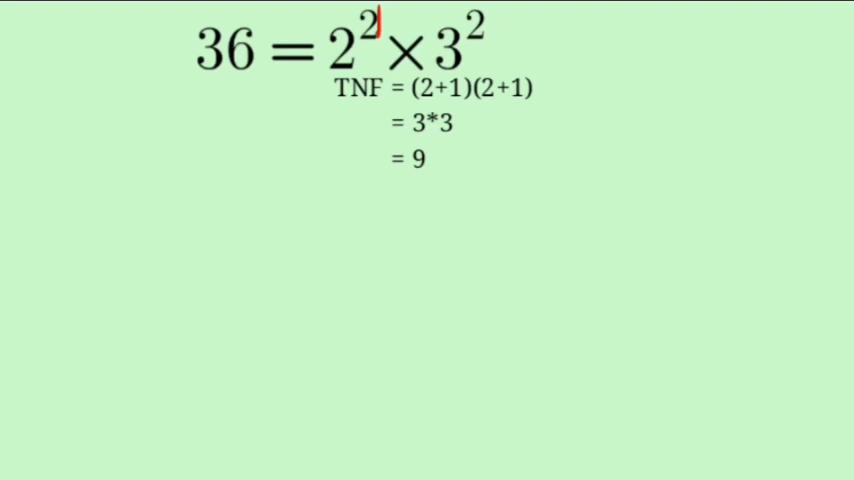 36 = 2² × 3²
TNF = (2+1)(2+1)
= 3*3
= 9